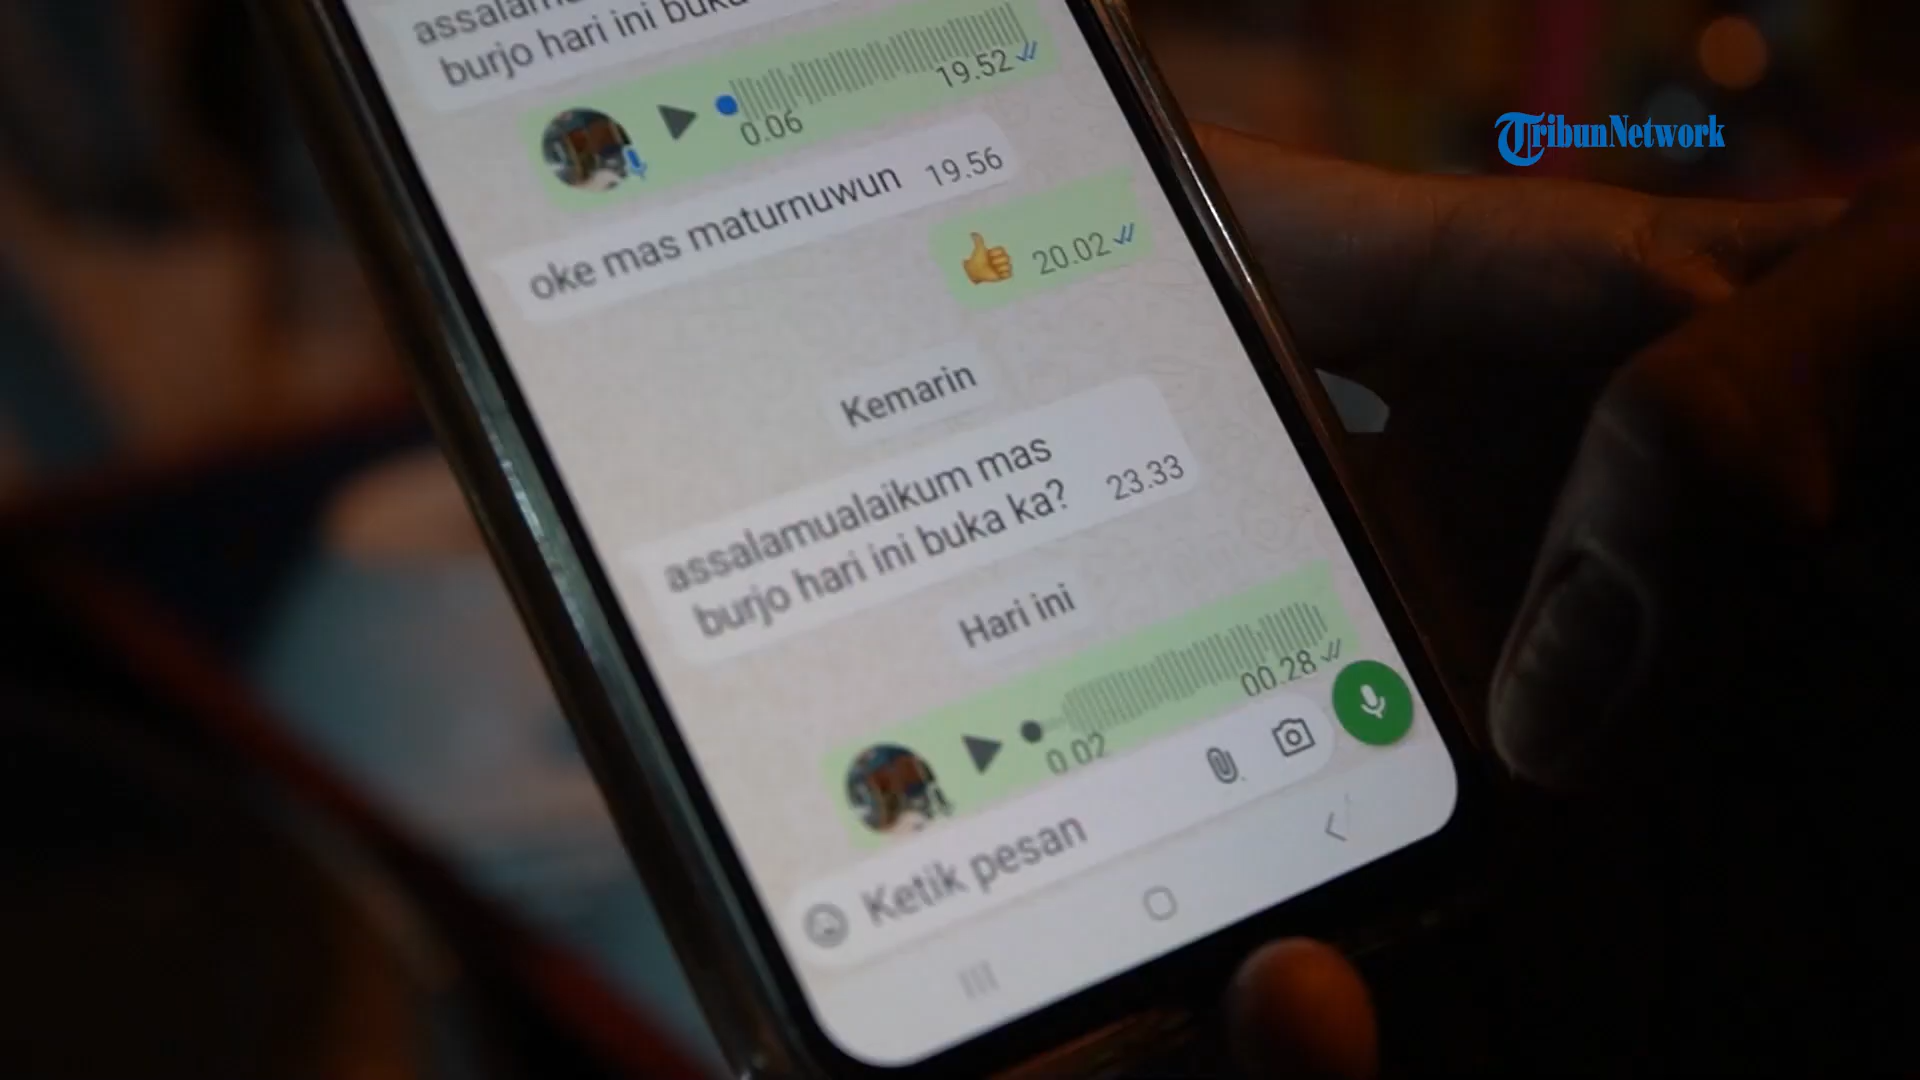 burjo hari ini buka
19.52
0.06
TribunNetwork
oke mas maturnuwun 19.56
20.02
Kemarin
assalamualaikum mas
burjo hari ini buka ka? 23.33
Hari ini
00.28
0.02
Ketik pesan